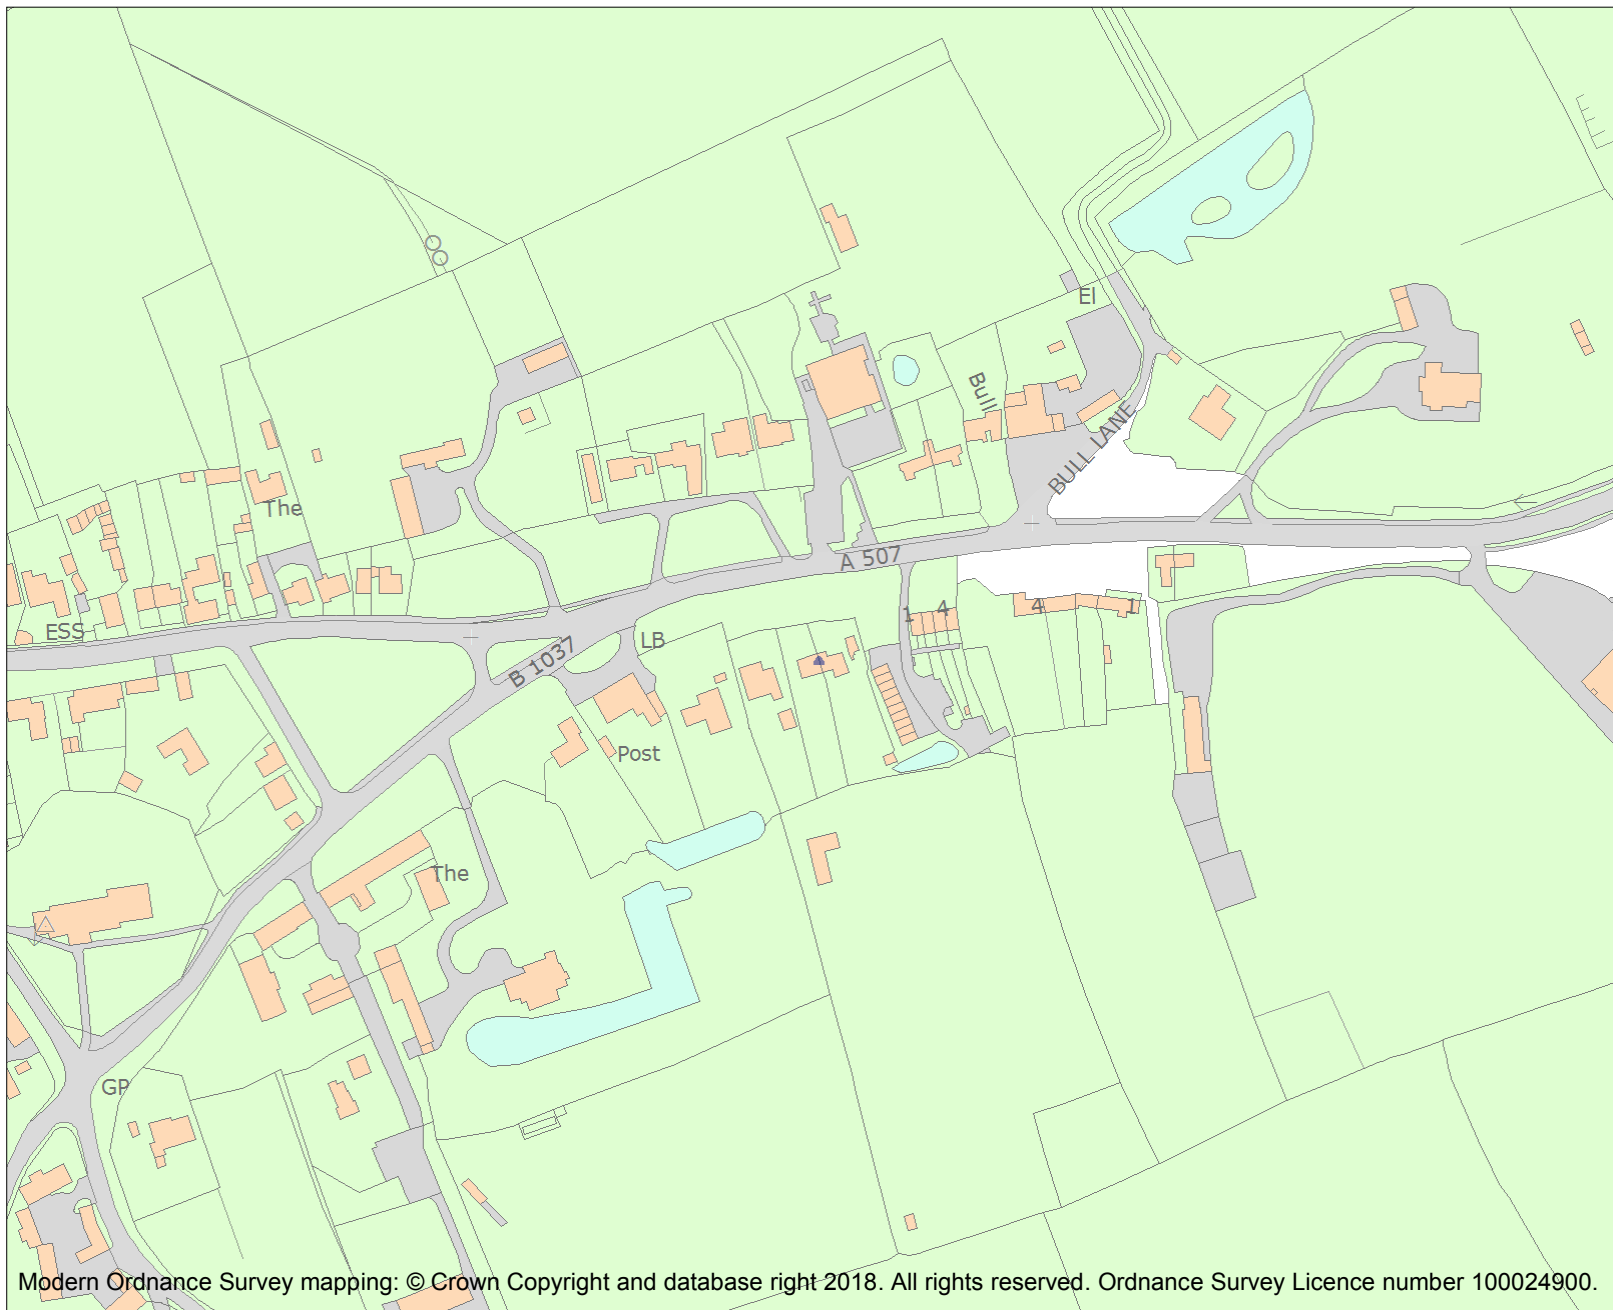 El
Bull
BULL LANE
The
A 507
1 4
4 1
ESS
B 1037
LB
Post
The
GP
Modern Ordnance Survey mapping: © Crown Copyright and database right 2018. All rights reserved. Ordnance Survey Licence number 100024900.